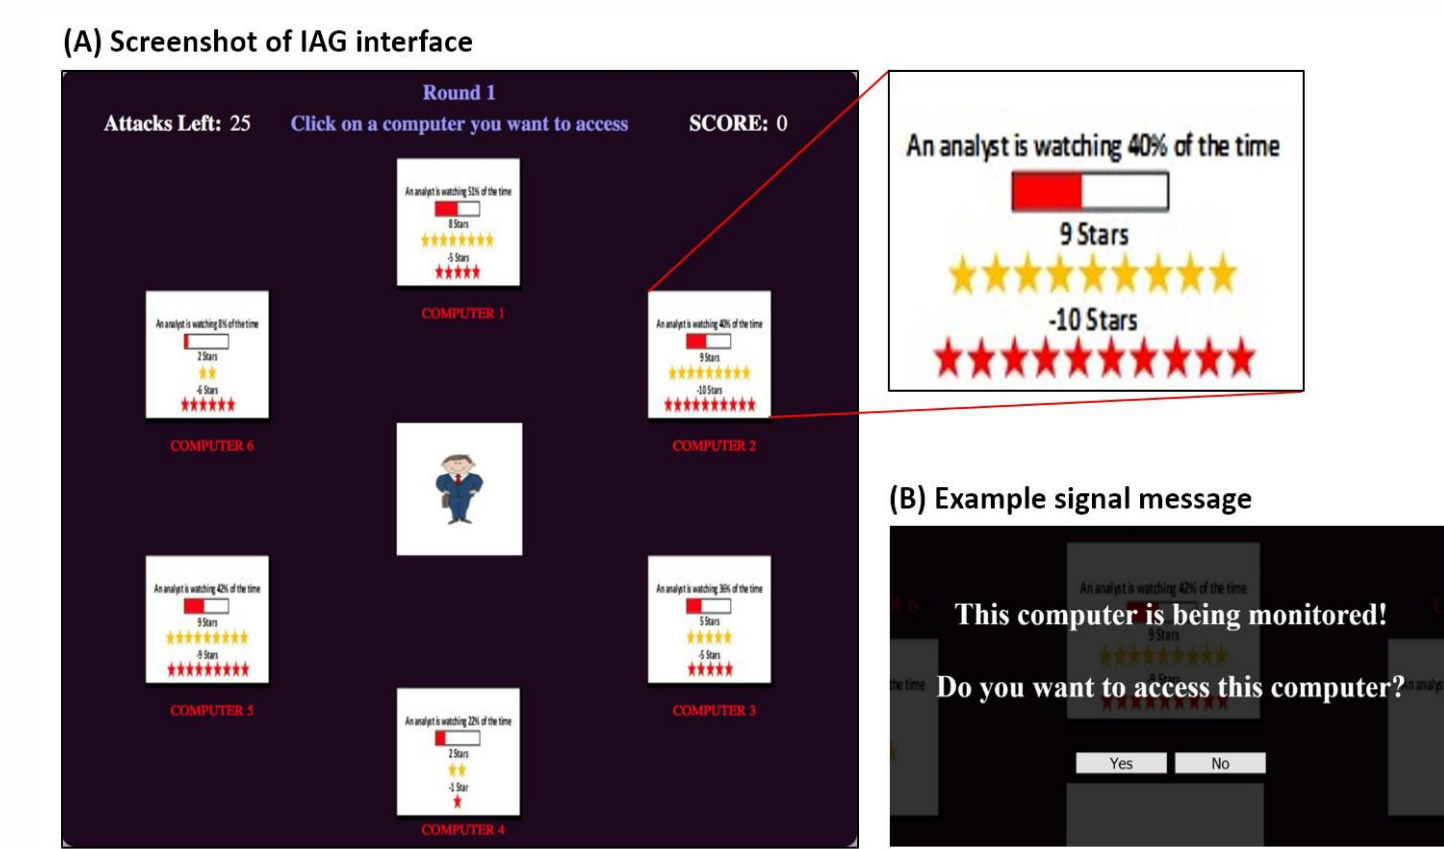 (A) Screenshot of IAG interface
Round 1
Attacks Left: 25
Click on a computer you want to access
SCORE: 0
An analyst is watching 51% of the time
8 Stars
-5 Stars
COMPUTER 1
An analyst is watching 8% of the time
2 Stars
-6 Stars
COMPUTER 6
An analyst is watching 40% of the time
9 Stars
-10 Stars
COMPUTER 2
An analyst is watching 42% of the time
9 Stars
-9 Stars
COMPUTER 5
An analyst is watching 36% of the time
5 Stars
-5 Stars
COMPUTER 3
An analyst is watching 22% of the time
2 Stars
-1 Star
COMPUTER 4
An analyst is watching 40% of the time
9 Stars
-10 Stars
(B) Example signal message
An analyst is watching 42% of the time
This computer is being monitored!
9 Stars
the time
Do you want to access this computer?
An analys
Yes
No